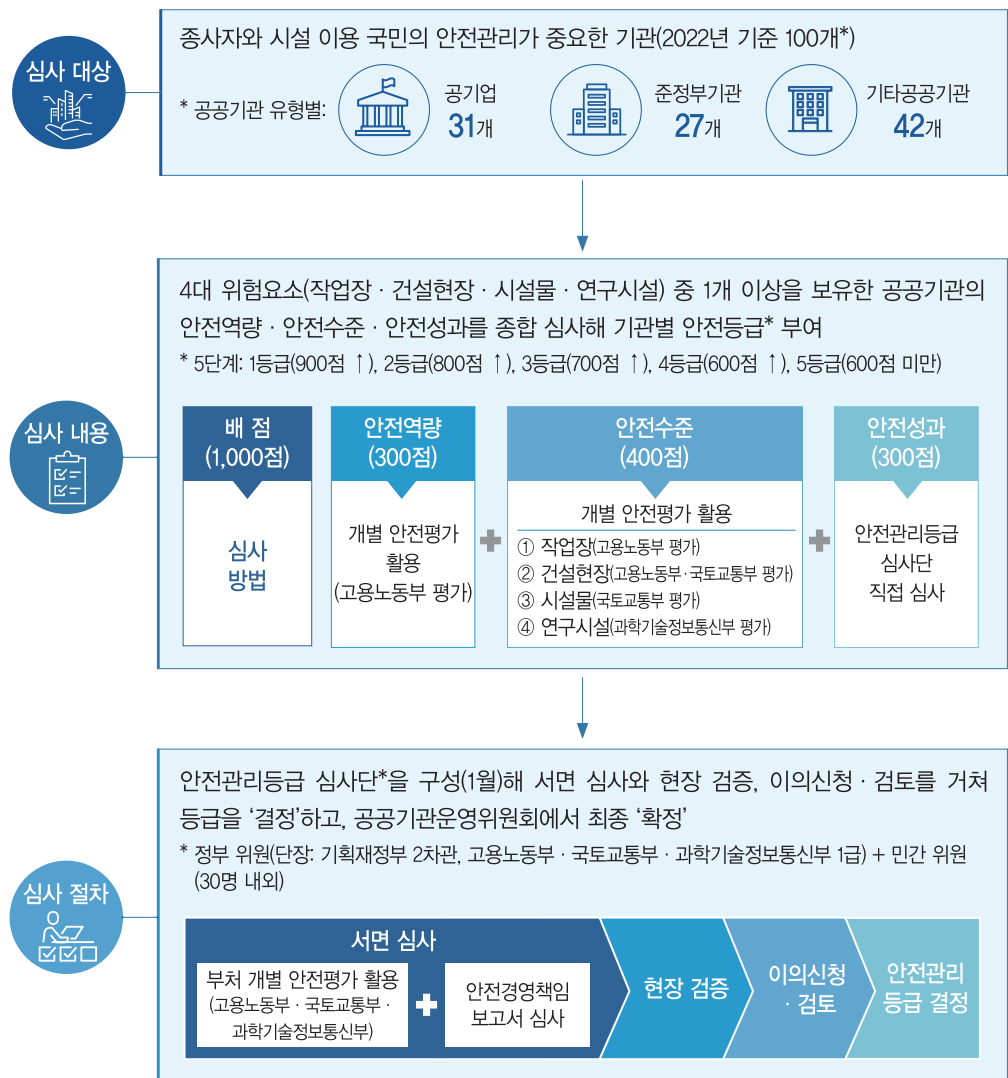 심사 대상
종사자와 시설 이용 국민의 안전관리가 중요한 기관(2022년 기준 100개*)
* 공공기관 유형별:
공기업
31개
준정부기관
27개
기타공공기관
42개
심사 내용
4대 위험요소(작업장 · 건설현장 · 시설물 · 연구시설) 중 1개 이상을 보유한 공공기관의
안전역량 · 안전수준 · 안전성과를 종합 심사해 기관별 안전등급* 부여
* 5단계: 1등급(900점 ↑), 2등급(800점 ↑), 3등급(700점 ↑), 4등급(600점 ↑), 5등급(600점 미만)
배 점
(1,000점)
심사
방법
안전역량
(300점)
개별 안전평가
활용
(고용노동부 평가)
안전수준
(400점)
개별 안전평가 활용
① 작업장(고용노동부 평가)
② 건설현장(고용노동부·국토교통부 평가)
③ 시설물(국토교통부 평가)
④ 연구시설(과학기술정보통신부 평가)
안전성과
(300점)
안전관리등급
심사단
직접 심사
심사 절차
안전관리등급 심사단*을 구성(1월)해 서면 심사와 현장 검증, 이의신청 · 검토를 거쳐
등급을 ‘결정’하고, 공공기관운영위원회에서 최종 ‘확정’
* 정부 위원(단장: 기획재정부 2차관, 고용노동부 · 국토교통부 · 과학기술정보통신부 1급) + 민간 위원
(30명 내외)
서면 심사
부처 개별 안전평가 활용
(고용노동부 · 국토교통부 ·
과학기술정보통신부)
안전경영책임
보고서 심사
현장 검증
이의신청
· 검토
안전관리
등급 결정